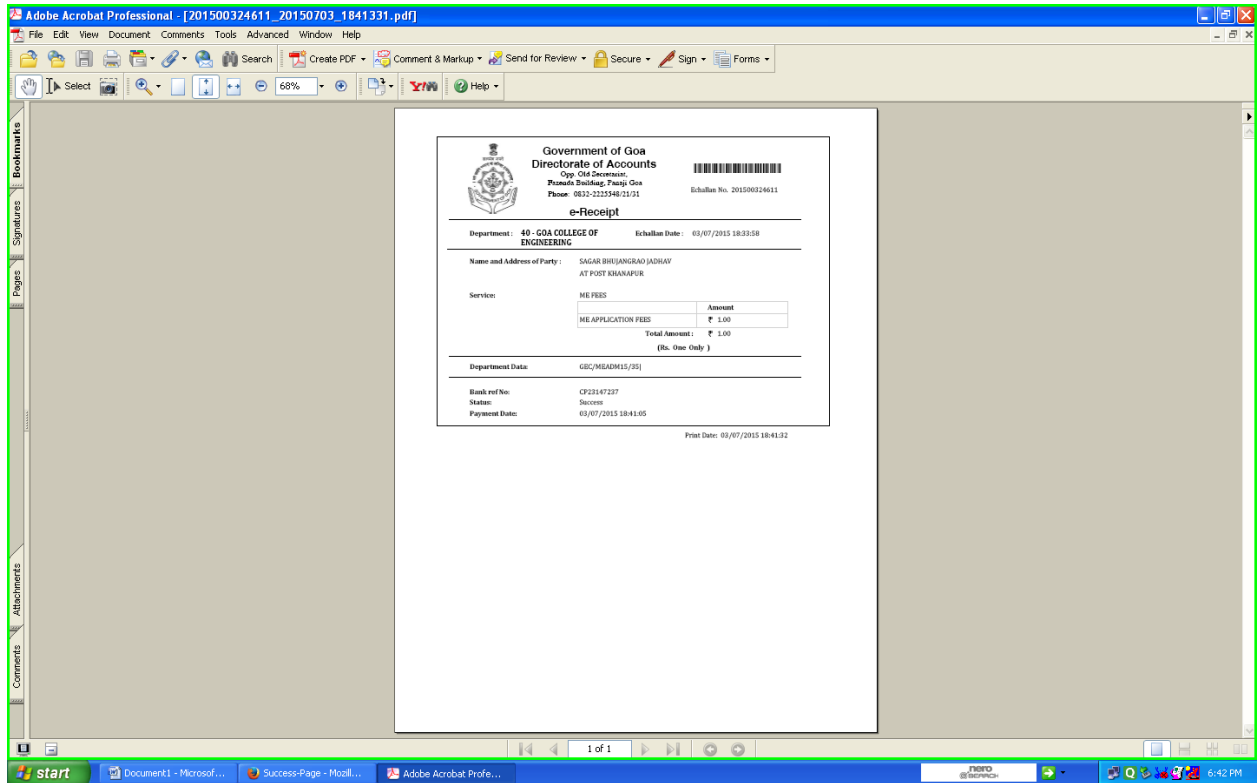 Adobe Acrobat Professional - [201500324611_20150703_1841331.pdf]
File Edit View Document Comments Tools Advanced Window Help
Search Create PDF Comment & Markup Send for Review Secure Sign Forms
Select 68% Y! Help
Bookmarks
Signatures
Pages
Attachments
Comments
Government of Goa
Directorate of Accounts
Opp. Old Secretariat,
Fazenda Building, Panaji Goa
Phone: 0832-2225548/21/31
e-Receipt
Echallan No. 201500324611
Department : 40 - GOA COLLEGE OF ENGINEERING Echallan Date : 03/07/2015 18:33:58
Name and Address of Party : SAGAR BHUJANGRAO JADHAV
AT POST KHANAPUR
Service: ME FEES
Amount
ME APPLICATION FEES ₹ 1.00
Total Amount : ₹ 1.00
(Rs. One Only )
Department Data: GEC/MEADM15/35|
Bank ref No: CP23147237
Status: Success
Payment Date: 03/07/2015 18:41:05
Print Date: 03/07/2015 18:41:32
1 of 1
start Document1 - Microsof... Success-Page - Mozill... Adobe Acrobat Profe... nero SEARCH 6:42 PM